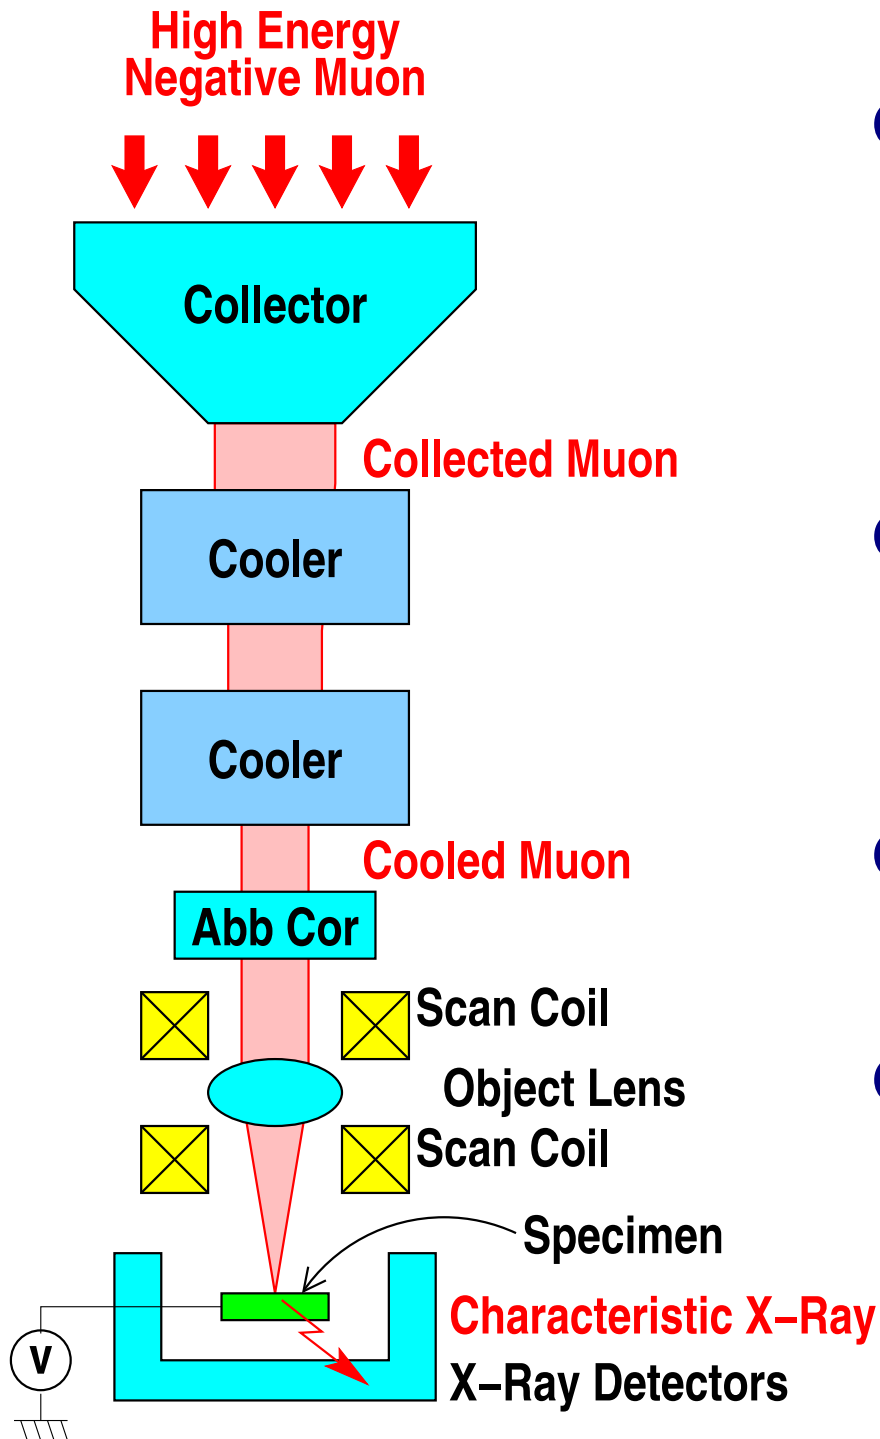 High Energy
Negative Muon
Collector
Collected Muon
Cooler
Cooler
Cooled Muon
Abb Cor
Scan Coil
Object Lens
Scan Coil
Specimen
Characteristic X−Ray
X−Ray Detectors
V